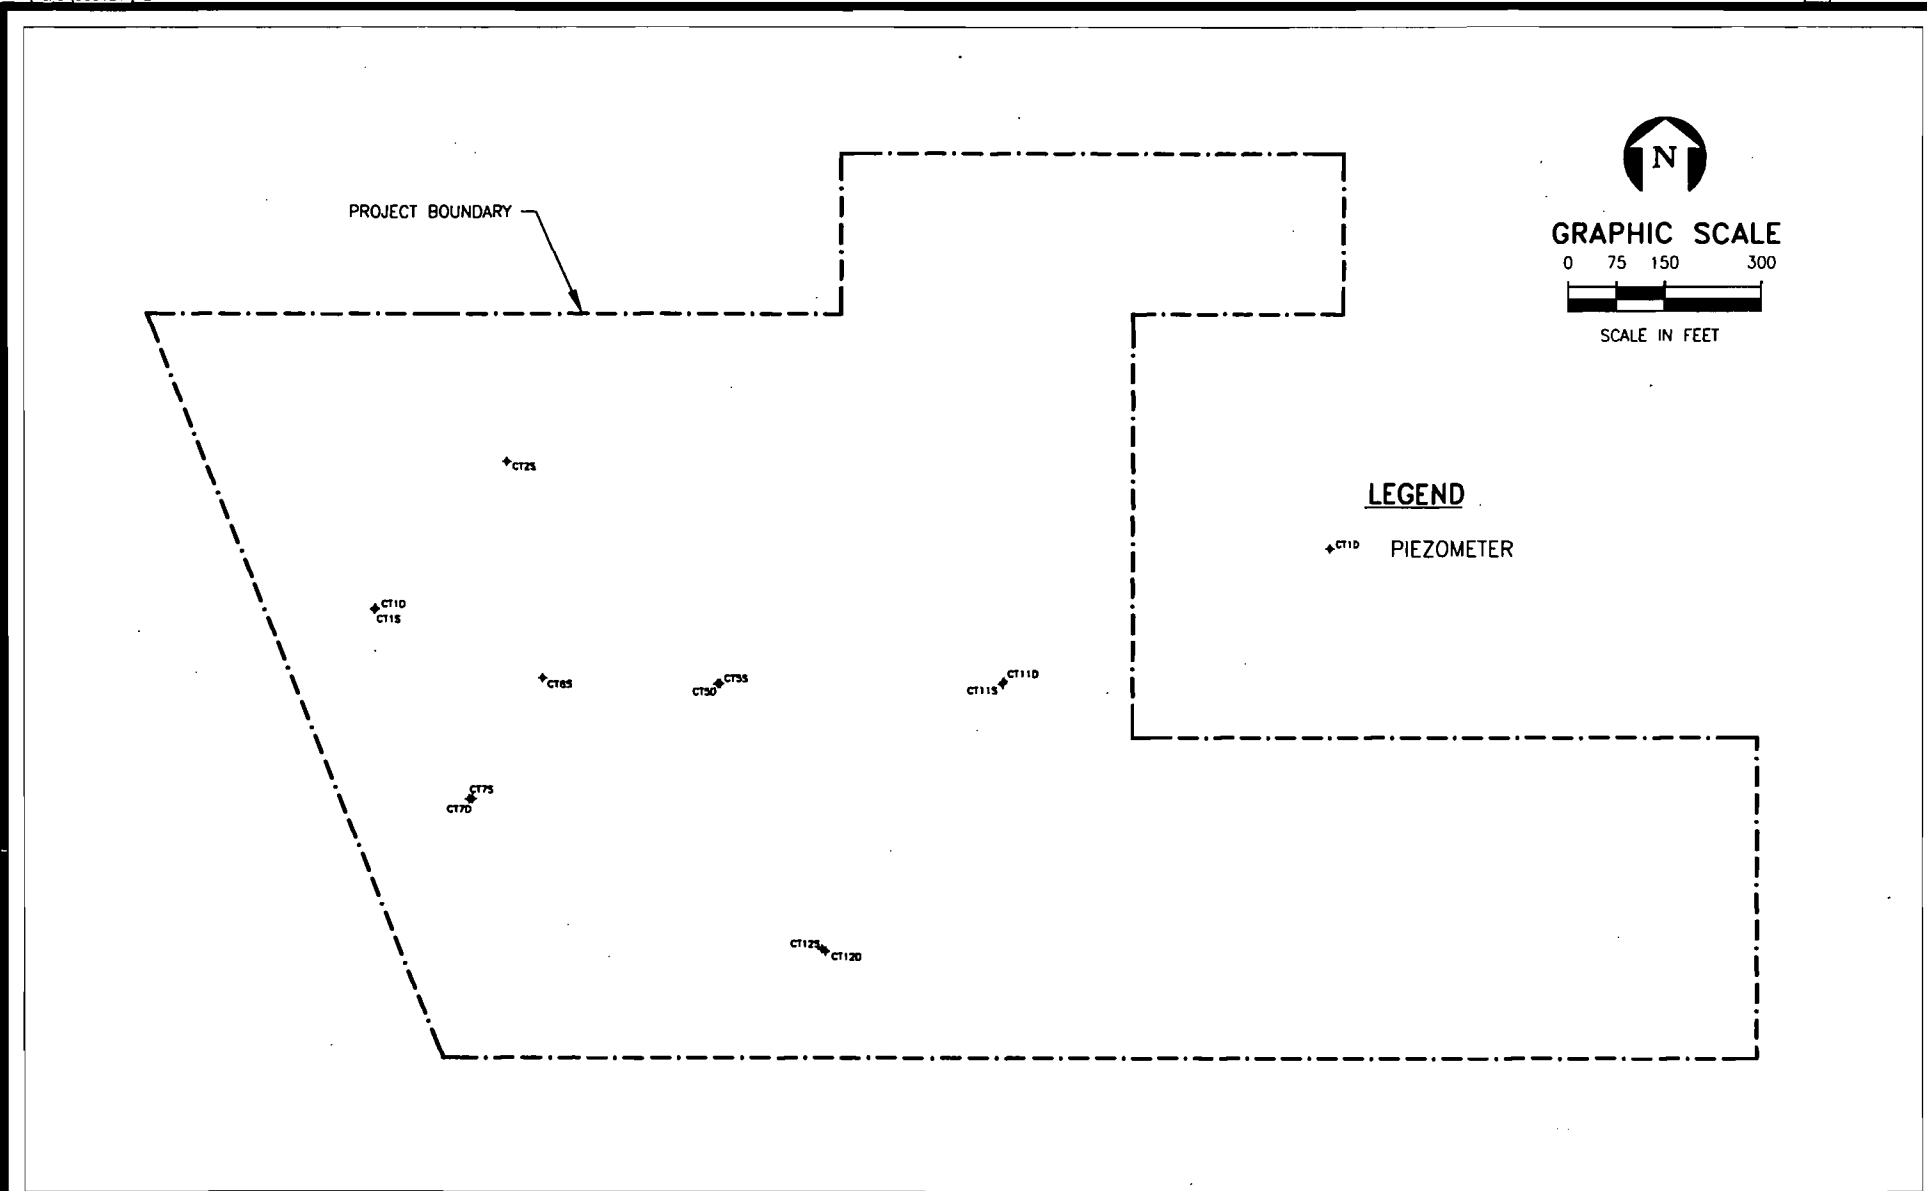 PROJECT BOUNDARY
N
GRAPHIC SCALE
0 75 150 300
SCALE IN FEET
CT2S
LEGEND
CT1D PIEZOMETER
CT1D
CT1S
CT6S
CT5S
CT5D
CT11D
CT11S
CT7S
CT7D
CT12S
CT12D